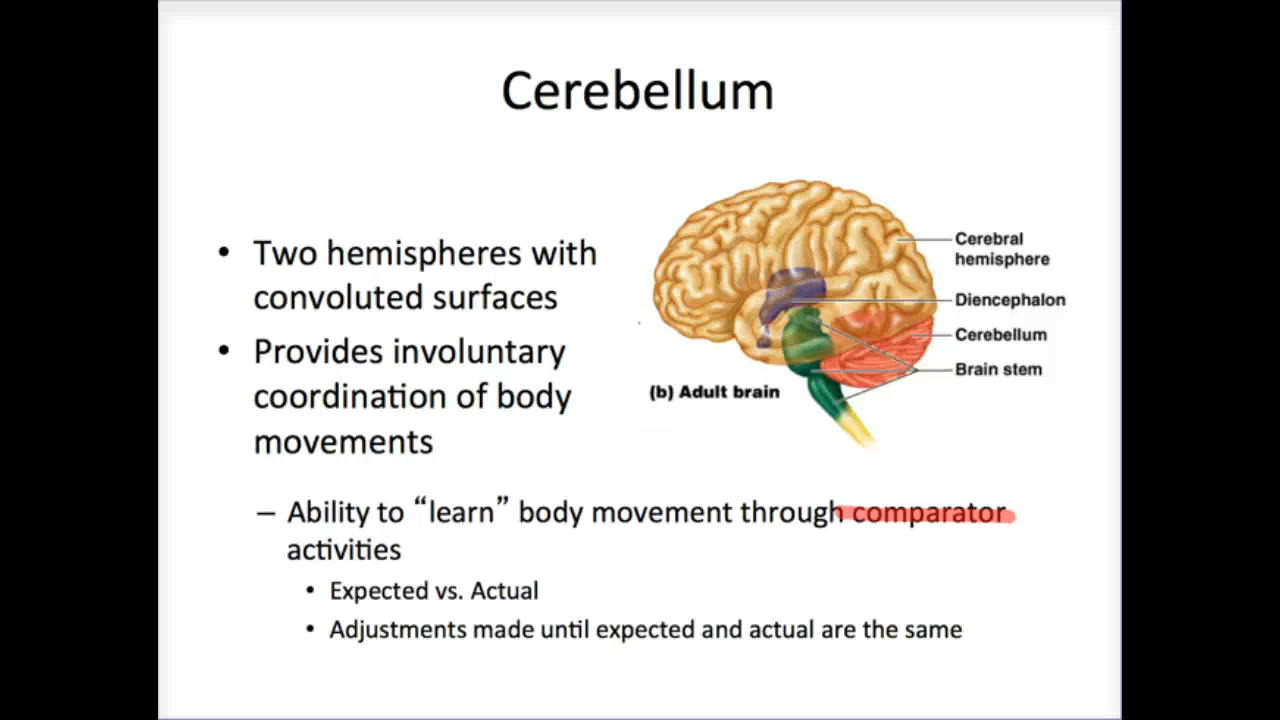 Cerebellum
• Two hemispheres with
convoluted surfaces
• Provides involuntary
coordination of body
movements
– Ability to “learn” body movement through comparator
activities
• Expected vs. Actual
• Adjustments made until expected and actual are the same
Cerebral
hemisphere
Diencephalon
Cerebellum
Brain stem
(b) Adult brain